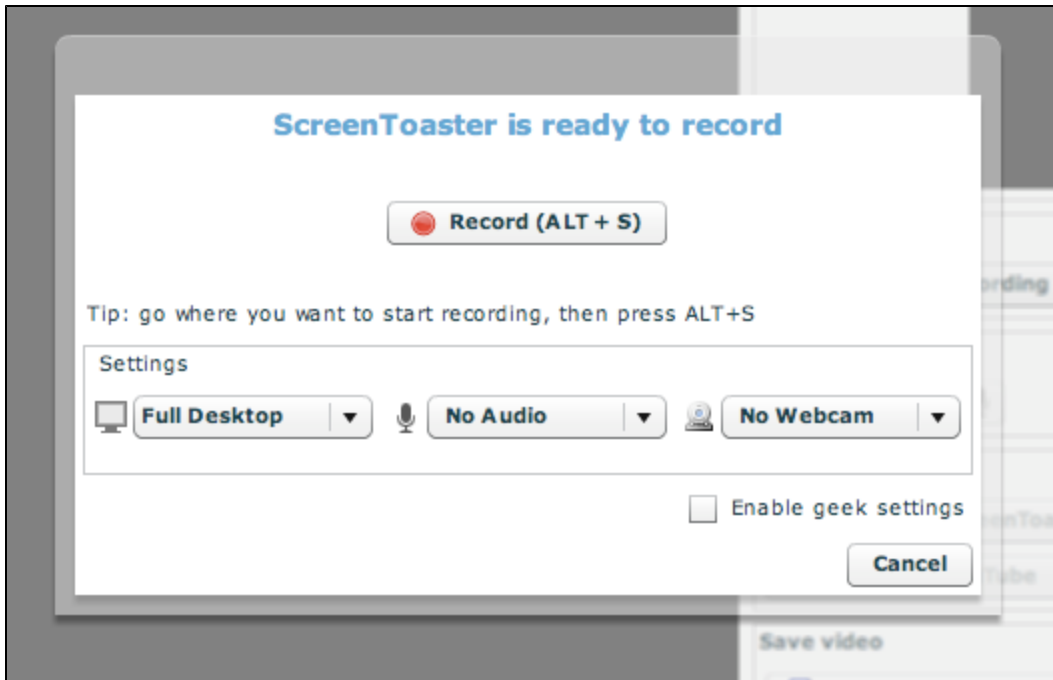 ScreenToaster is ready to record
Record (ALT + S)
Tip: go where you want to start recording, then press ALT+S
Settings
Full Desktop
No Audio
No Webcam
Enable geek settings
Cancel
Save video